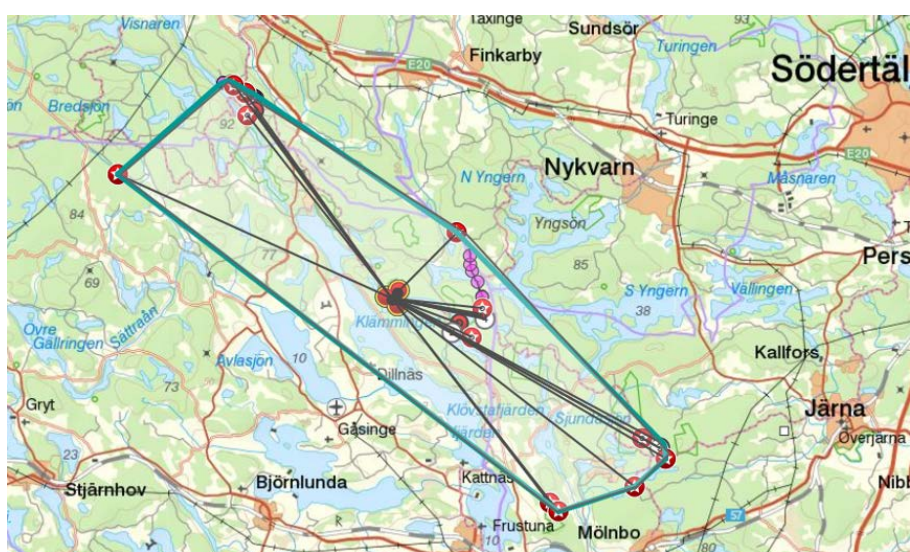 Visnaren
Taxinge
Finkarby
Sundsör
93
Turingen
E20
Södertäl
Bredsjön
92
Turinge
E20
Nykvarn
Måsnaren
N Yngern
Yngsön
84
77
85
Pers
69
S Yngern
Vällingen
38
Övre
Gällringen
Sättraån
Klämmingen
Avlasjön
10
Kallfors,
73
Dillnäs
Gryt
Gåsinge
Klövstafjärden
Sjundasjön
Järna
Överjärna
23
Stjärnhov
Björnlunda
Kattnäs
Nibb
Frustuna
10
Mölnbo
57
80